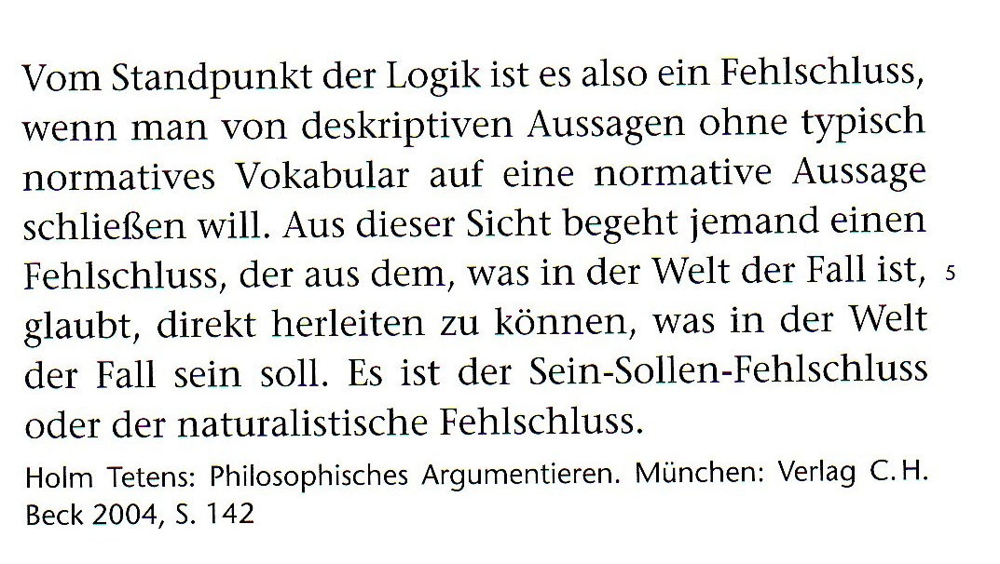 Vom Standpunkt der Logik ist es also ein Fehlschluss,
wenn man von deskriptiven Aussagen ohne typisch
normatives Vokabular auf eine normative Aussage
schließen will. Aus dieser Sicht begeht jemand einen
Fehlschluss, der aus dem, was in der Welt der Fall ist, 5
glaubt, direkt herleiten zu können, was in der Welt
der Fall sein soll. Es ist der Sein-Sollen-Fehlschluss
oder der naturalistische Fehlschluss.
Holm Tetens: Philosophisches Argumentieren. München: Verlag C. H.
Beck 2004, S. 142